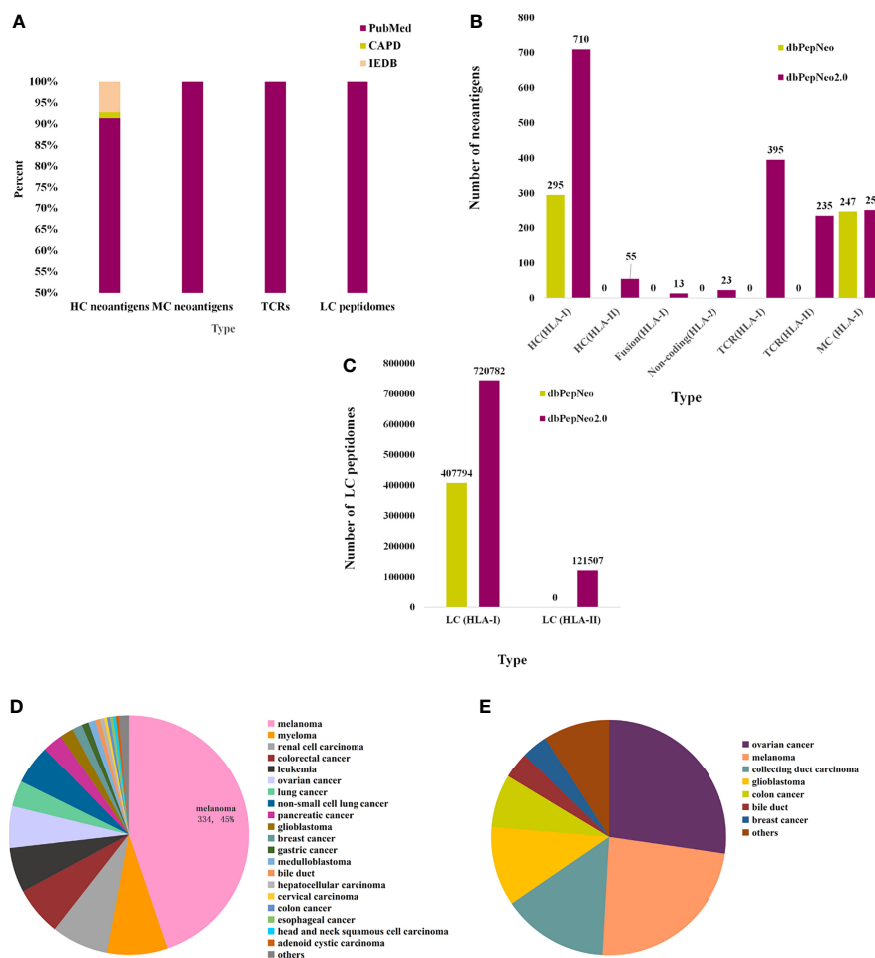 A
PubMed
CAPD
IEDB
100%
95%
90%
85%
80%
75%
70%
65%
60%
55%
50%
Percent
HC neoantigens
MC neoantigens
TCRs
LC peptidomes
Type
B
800
700
600
500
400
300
200
100
0
Number of neoantigens
dbPepNeo
dbPepNeo2.0
295
710
0
55
0
13
0
23
0
395
0
235
247
25
HC(HLA-I)
HC(HLA-II)
Fusion(HLA-I)
Non-coding(HLA-I)
TCR(HLA-I)
TCR(HLA-II)
MC (HLA-I)
Type
C
800000
700000
600000
500000
400000
300000
200000
100000
0
Number of LC peptidomes
dbPepNeo
dbPepNeo2.0
407794
720782
0
121507
LC (HLA-I)
LC (HLA-II)
Type
D
melanoma
334, 45%
melanoma
myeloma
renal cell carcinoma
colorectal cancer
leukemia
ovarian cancer
lung cancer
non-small cell lung cancer
pancreatic cancer
glioblastoma
breast cancer
gastric cancer
medulloblastoma
bile duct
hepatocellular carcinoma
cervical carcinoma
colon cancer
esophageal cancer
head and neck squamous cell carcinoma
adenoid cystic carcinoma
others
E
ovarian cancer
melanoma
collecting duct carcinoma
glioblastoma
colon cancer
bile duct
breast cancer
others